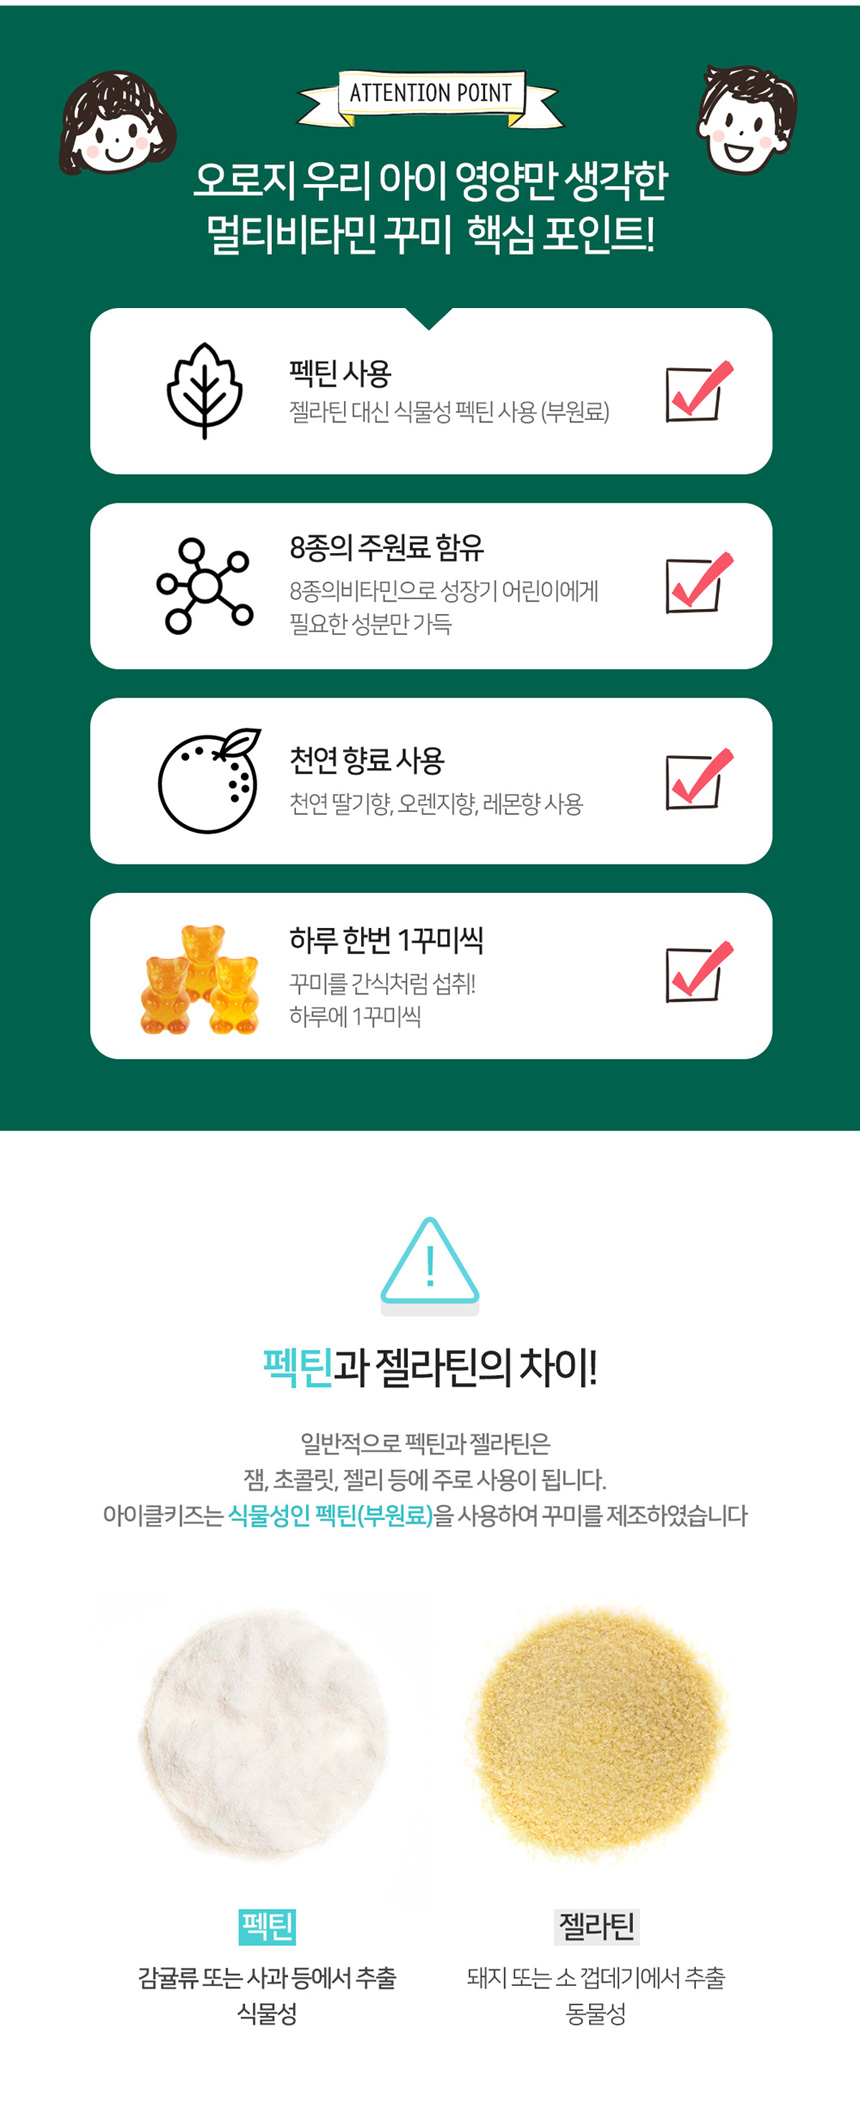 ATTENTION POINT
오로지 우리 아이 영양만 생각한
멀티비타민 꾸미 핵심 포인트!
펙틴 사용
젤라틴 대신 식물성 펙틴 사용 (부원료)
8종의 주원료 함유
8종의비타민으로 성장기 어린이에게
필요한 성분만 가득
천연 향료 사용
천연 딸기향, 오렌지향, 레몬향 사용
하루 한번 1꾸미씩
꾸미를 간식처럼 섭취!
하루에 1꾸미씩
!
펙틴과 젤라틴의 차이!
일반적으로 펙틴과 젤라틴은
잼, 초콜릿, 젤리 등에 주로 사용이 됩니다.
아이클키즈는 식물성인 펙틴(부원료)을 사용하여 꾸미를 제조하였습니다
펙틴
감귤류 또는 사과 등에서 추출
식물성
젤라틴
돼지 또는 소 껍데기에서 추출
동물성